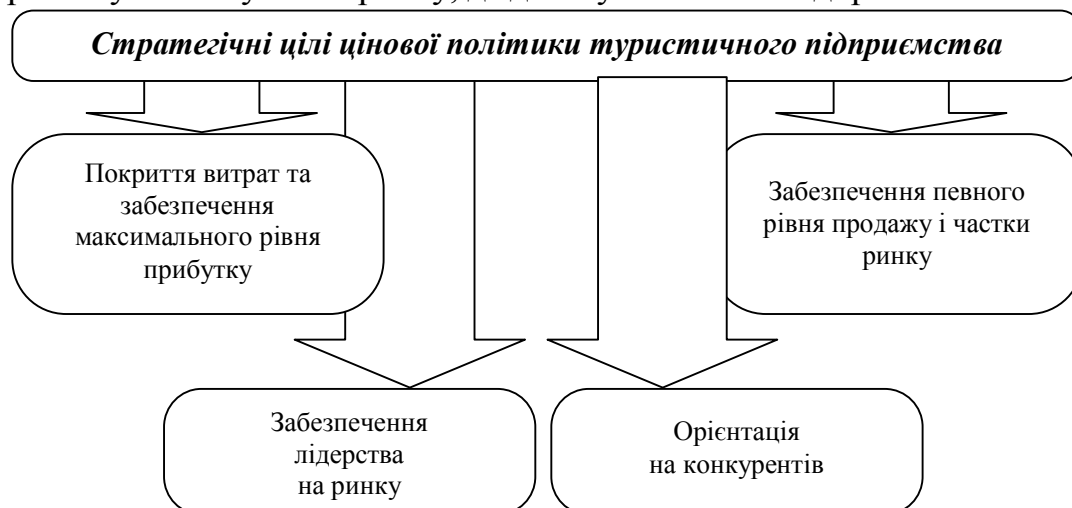 Стратегічні цілі цінової політики туристичного підприємства
Покриття витрат та
забезпечення
максимального рівня
прибутку
Забезпечення певного
рівня продажу і частки
ринку
Забезпечення
лідерства
на ринку
Орієнтація
на конкурентів